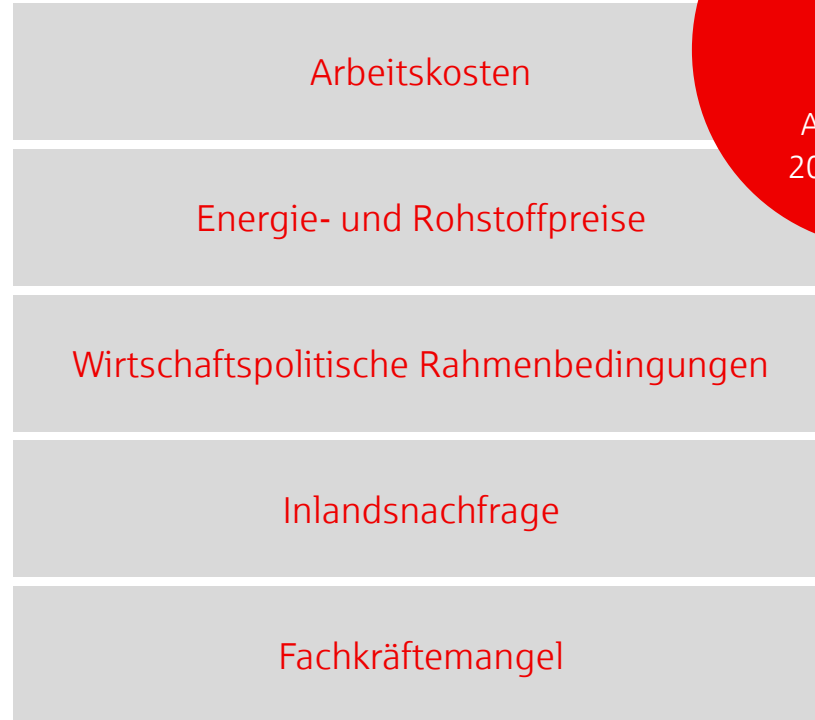 Arbeitskosten
Energie- und Rohstoffpreise
Wirtschaftspolitische Rahmenbedingungen
Inlandsnachfrage
Fachkräftemangel